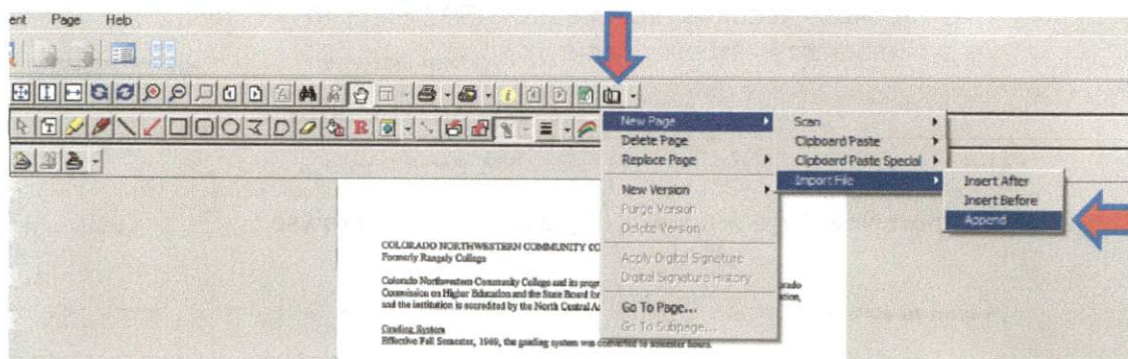 ent Page Help
New Page
Delete Page
Replace Page
New Version
Purge Version
Delete Version
Apply Digital Signature
Digital Signature History
Go To Page...
Go To Subpage...
Scan
Clipboard Paste
Clipboard Paste Special
Import File
Insert After
Insert Before
Append
COLORADO NORTHWESTERN COMMUNITY CO
Formerly Rangely College
Colorado Northwestern Community College and its progr rado
Commission on Higher Education and the State Board for ation,
and the institution is accredited by the North Central A
Grading System
Effective Fall Semester, 1969, the grading system was converted to semester hours.